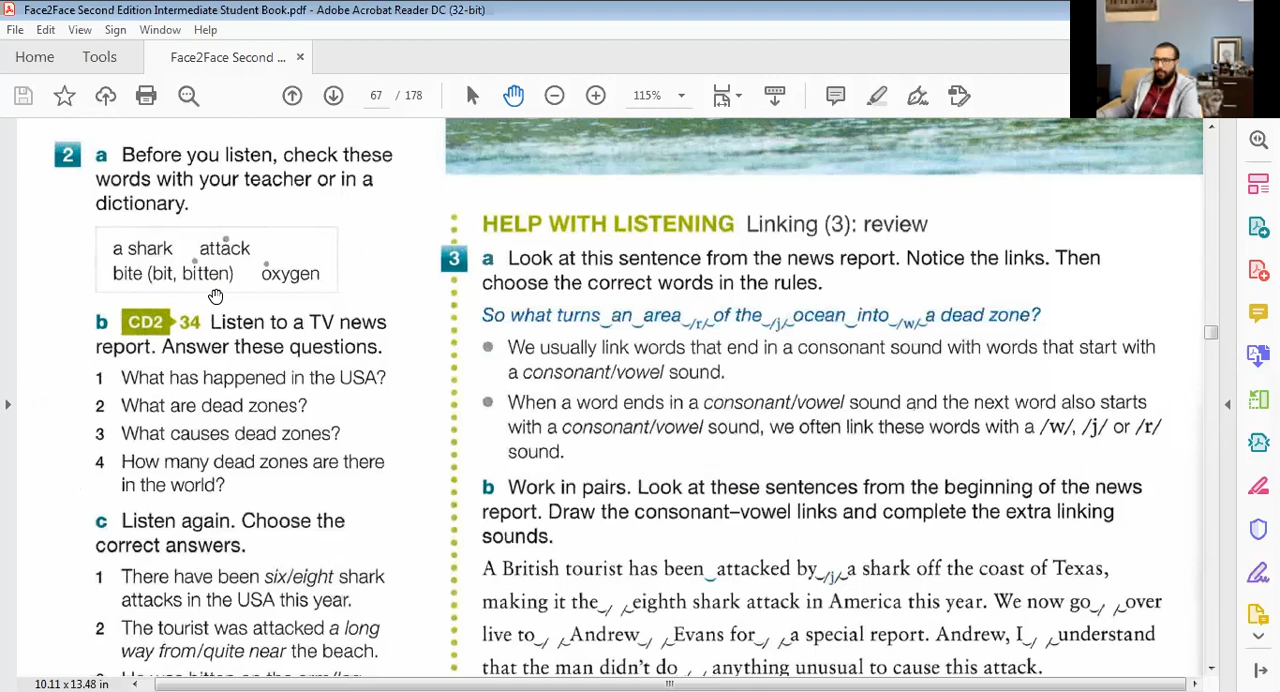 Face2Face Second Edition Intermediate Student Book.pdf - Adobe Acrobat Reader DC (32-bit)
File Edit View Sign Window Help
Home Tools Face2Face Second ... ×
67 / 178 115%
2 a Before you listen, check these
words with your teacher or in a
dictionary.
a shark attack
bite (bit, bitten) oxygen
b CD2 34 Listen to a TV news
report. Answer these questions.
1 What has happened in the USA?
2 What are dead zones?
3 What causes dead zones?
4 How many dead zones are there
in the world?
c Listen again. Choose the
correct answers.
1 There have been six/eight shark
attacks in the USA this year.
2 The tourist was attacked a long
way from/quite near the beach.
HELP WITH LISTENING Linking (3): review
3 a Look at this sentence from the news report. Notice the links. Then
choose the correct words in the rules.
So what turns‿an‿area‿/r/‿of the‿/j/‿ocean‿into‿/w/‿a dead zone?
• We usually link words that end in a consonant sound with words that start with
a consonant/vowel sound.
• When a word ends in a consonant/vowel sound and the next word also starts
with a consonant/vowel sound, we often link these words with a /w/, /j/ or /r/
sound.
b Work in pairs. Look at these sentences from the beginning of the news
report. Draw the consonant–vowel links and complete the extra linking
sounds.
A British tourist has been‿attacked by‿/j/‿a shark off the coast of Texas,
making it the‿/ /‿eighth shark attack in America this year. We now go‿/ /‿over
live to‿/ /‿Andrew‿/ /‿Evans for‿/ /‿a special report. Andrew, I‿/ /‿understand
that the man didn't do‿/ /‿anything unusual to cause this attack.
10.11 x 13.48 in